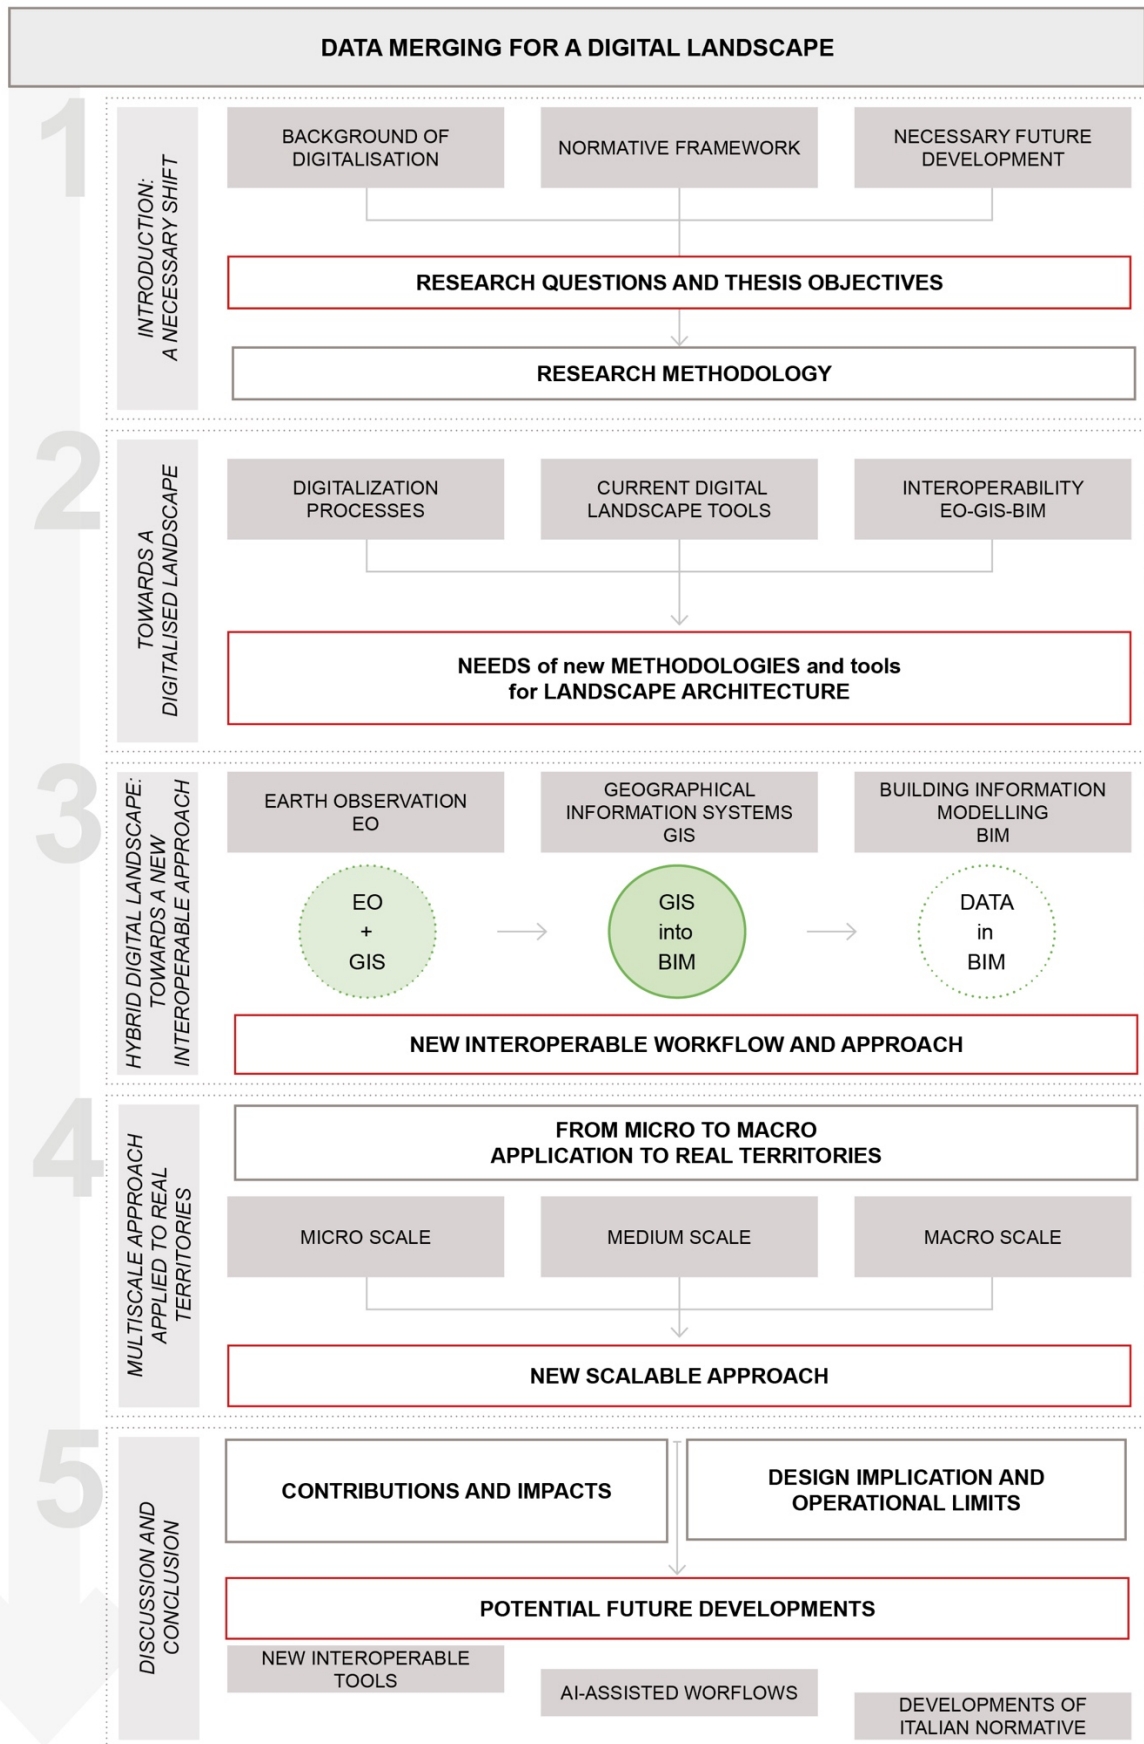 DATA MERGING FOR A DIGITAL LANDSCAPE
1
INTRODUCTION:
A NECESSARY SHIFT
BACKGROUND OF
DIGITALISATION
NORMATIVE FRAMEWORK
NECESSARY FUTURE
DEVELOPMENT
RESEARCH QUESTIONS AND THESIS OBJECTIVES
RESEARCH METHODOLOGY
2
TOWARDS A
DIGITALISED LANDSCAPE
DIGITALIZATION
PROCESSES
CURRENT DIGITAL
LANDSCAPE TOOLS
INTEROPERABILITY
EO-GIS-BIM
NEEDS of new METHODOLOGIES and tools
for LANDSCAPE ARCHITECTURE
3
HYBRID DIGITAL LANDSCAPE:
TOWARDS A NEW
INTEROPERABLE APPROACH
EARTH OBSERVATION
EO
GEOGRAPHICAL
INFORMATION SYSTEMS
GIS
BUILDING INFORMATION
MODELLING
BIM
EO
+
GIS
GIS
into
BIM
DATA
in
BIM
NEW INTEROPERABLE WORKFLOW AND APPROACH
4
MULTISCALE APPROACH
APPLIED TO REAL
TERRITORIES
FROM MICRO TO MACRO
APPLICATION TO REAL TERRITORIES
MICRO SCALE
MEDIUM SCALE
MACRO SCALE
NEW SCALABLE APPROACH
5
DISCUSSION AND
CONCLUSION
CONTRIBUTIONS AND IMPACTS
DESIGN IMPLICATION AND
OPERATIONAL LIMITS
POTENTIAL FUTURE DEVELOPMENTS
NEW INTEROPERABLE
TOOLS
AI-ASSISTED WORFLOWS
DEVELOPMENTS OF
ITALIAN NORMATIVE